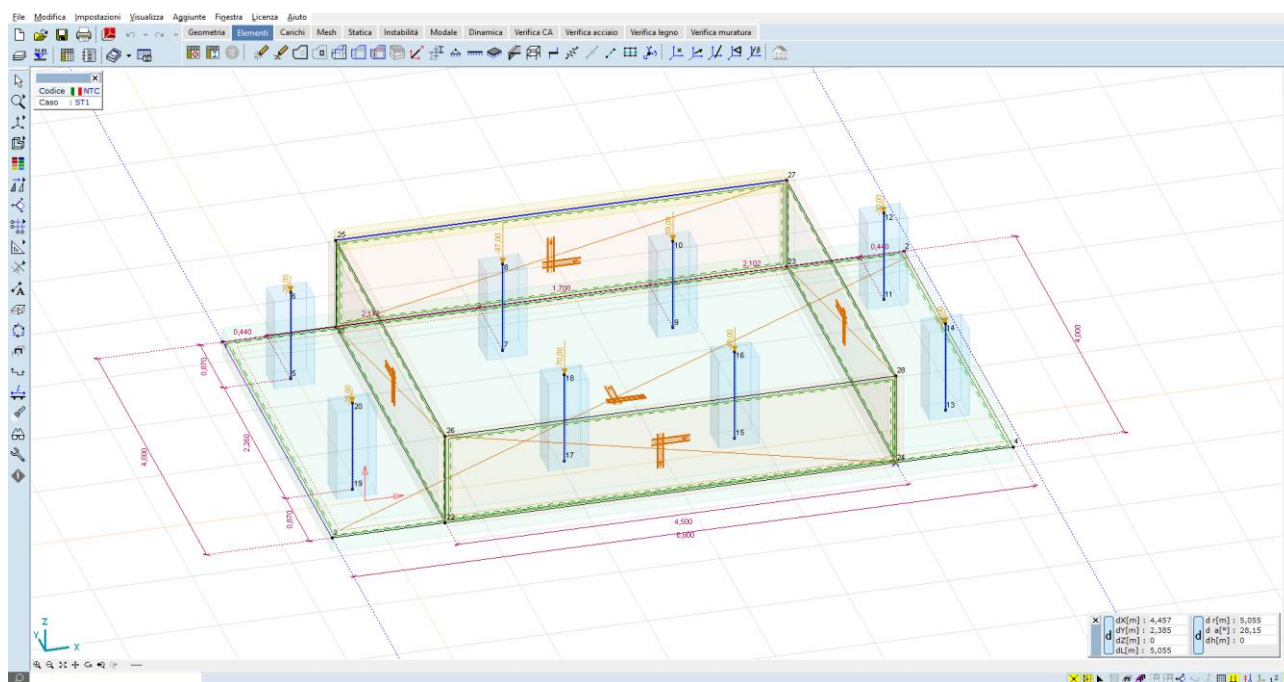 File Modifica Impostazioni Visualizza Aggiunte Finestra Licenza Aiuto
Geometria Elementi Carichi Mesh Statica Instabilità Modale Dinamica Verifica CA Verifica acciaio Verifica legno Verifica muratura
Codice NTC
Caso : ST1
27
25
12
2
0,440
10
23
2,102
8
1,700
6
11
14
4,000
0,440
9
16
7
18
28
0,870
5
20
26
13
15
4
2,260
4,000
17
24
19
0,870
22
4,500
Z
Y
X
dX[m] : 4,457
dY[m] : 2,385
dZ[m] : 0
dL[m] : 5,055
d r[m] : 5,055
d a[°] : 28,15
dh[m] : 0